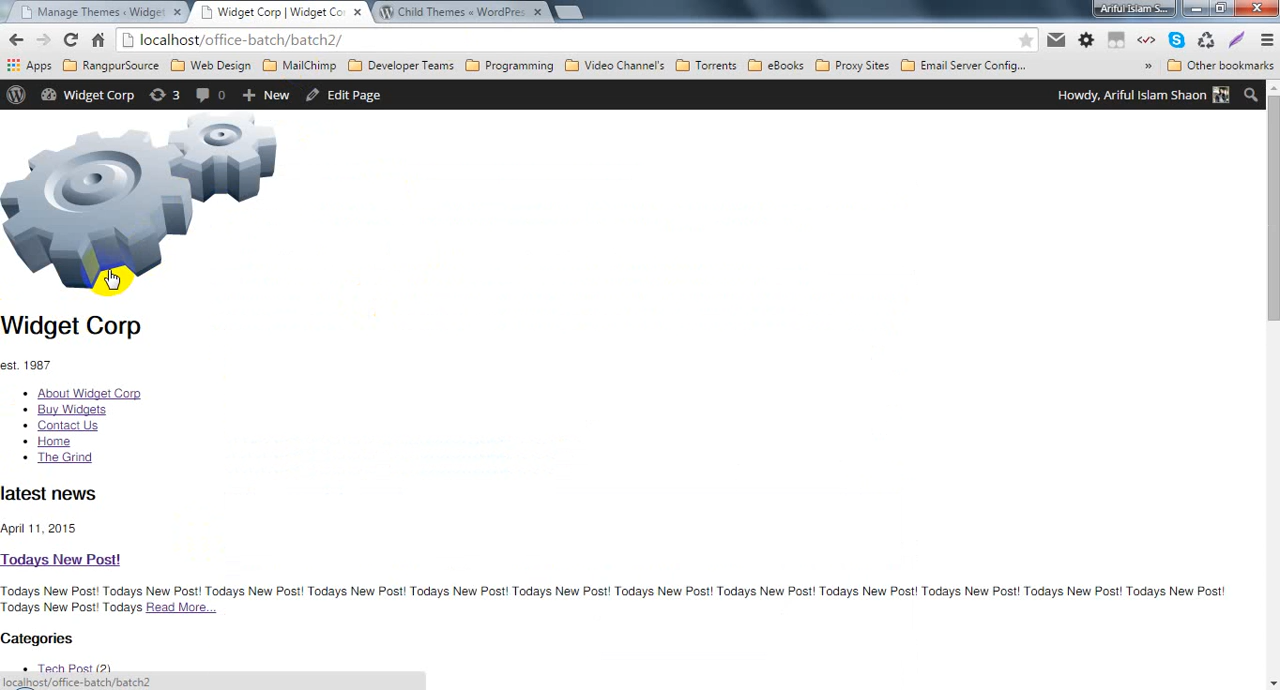 Manage Themes ‹ Widget
Widget Corp | Widget Co
Child Themes « WordPres
Ariful Islam S...
localhost/office-batch/batch2/
Apps RangpurSource Web Design MailChimp Developer Teams Programming Video Channel's Torrents eBooks Proxy Sites Email Server Config... » Other bookmarks
Widget Corp 3 0 New Edit Page Howdy, Ariful Islam Shaon
Widget Corp
est. 1987
About Widget Corp
Buy Widgets
Contact Us
Home
The Grind
latest news
April 11, 2015
Todays New Post!
Todays New Post! Todays New Post! Todays New Post! Todays New Post! Todays New Post! Todays New Post! Todays New Post! Todays New Post! Todays New Post! Todays New Post! Todays New Post! Todays New Post!
Todays New Post! Todays Read More...
Categories
Tech Post (2)
localhost/office-batch/batch2